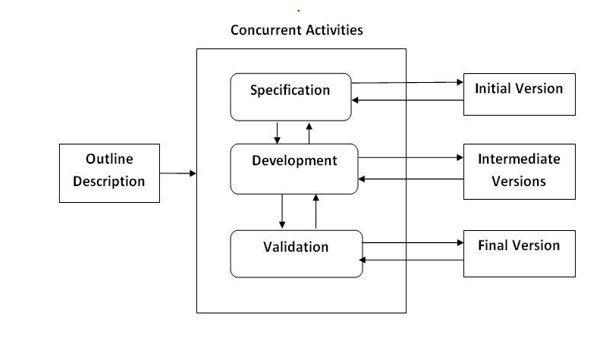 Concurrent Activities
Specification
Initial Version
Outline
Description
Development
Intermediate
Versions
Validation
Final Version